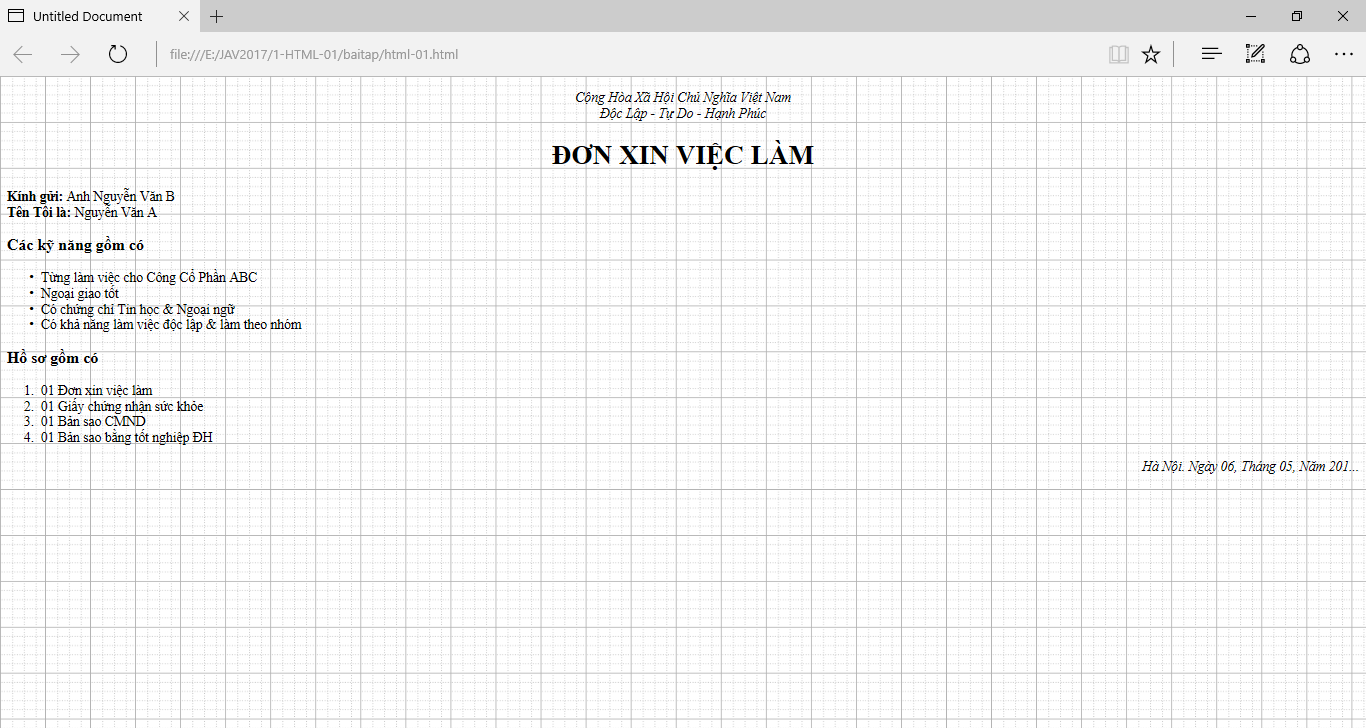 Untitled Document
file:///E:/JAV2017/1-HTML-01/baitap/html-01.html
Cộng Hòa Xã Hội Chủ Nghĩa Việt Nam
Độc Lập - Tự Do - Hạnh Phúc
ĐƠN XIN VIỆC LÀM
Kính gửi: Anh Nguyễn Văn B
Tên Tôi là: Nguyễn Văn A
Các kỹ năng gồm có
• Từng làm việc cho Công Cổ Phần ABC
• Ngoại giao tốt
• Có chứng chỉ Tin học & Ngoại ngữ
• Có khả năng làm việc độc lập & làm theo nhóm
Hồ sơ gồm có
1. 01 Đơn xin việc làm
2. 01 Giấy chứng nhận sức khỏe
3. 01 Bản sao CMND
4. 01 Bản sao bằng tốt nghiệp ĐH
Hà Nội. Ngày 06, Tháng 05, Năm 201...